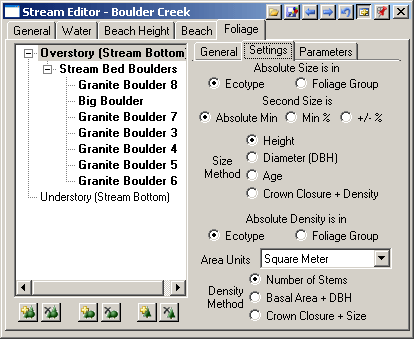 Stream Editor - Boulder Creek
General Water Beach Height Beach Foliage
Overstory (Stream Bottom)
Stream Bed Boulders
Granite Boulder 8
Big Boulder
Granite Boulder 7
Granite Boulder 3
Granite Boulder 4
Granite Boulder 5
Granite Boulder 6
Understory (Stream Bottom)
General Settings Parameters
Absolute Size is in
Ecotype Foliage Group
Second Size is
Absolute Min Min % +/- %
Size Method
Height
Diameter (DBH)
Age
Crown Closure + Density
Absolute Density is in
Ecotype Foliage Group
Area Units Square Meter
Density Method
Number of Stems
Basal Area + DBH
Crown Closure + Size